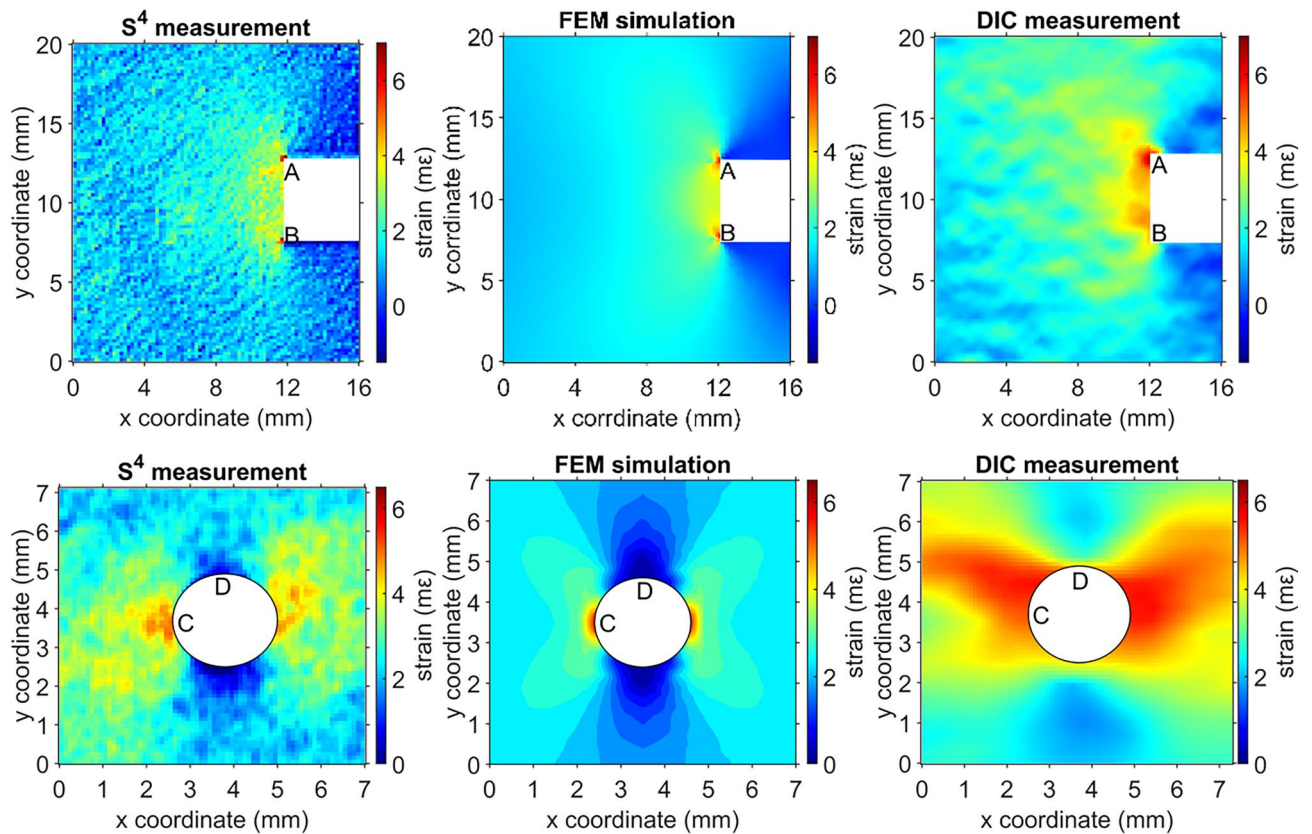 S⁴ measurement
20
15
10
5
0
0
4
8
12
16
y coordinate (mm)
x coordinate (mm)
A
B
6
4
2
0
strain (mε)
FEM simulation
20
15
10
5
0
0
4
8
12
16
y corrdinate (mm)
x corrdinate (mm)
A
B
6
4
2
0
strain (mε)
DIC measurement
20
15
10
5
0
0
4
8
12
16
y coordinate (mm)
x coordinate (mm)
A
B
6
4
2
0
strain (mε)
S⁴ measurement
7
6
5
4
3
2
1
0
0
1
2
3
4
5
6
7
y coordinate (mm)
x coordinate (mm)
D
C
6
4
2
0
strain (mε)
FEM simulation
7
6
5
4
3
2
1
0
0
1
2
3
4
5
6
7
y coordinate (mm)
x coordinate (mm)
D
C
6
4
2
0
strain (mε)
DIC measurement
7
6
5
4
3
2
1
0
0
1
2
3
4
5
6
7
y coordinate (mm)
x coordinate (mm)
D
C
6
4
2
0
strain (mε)